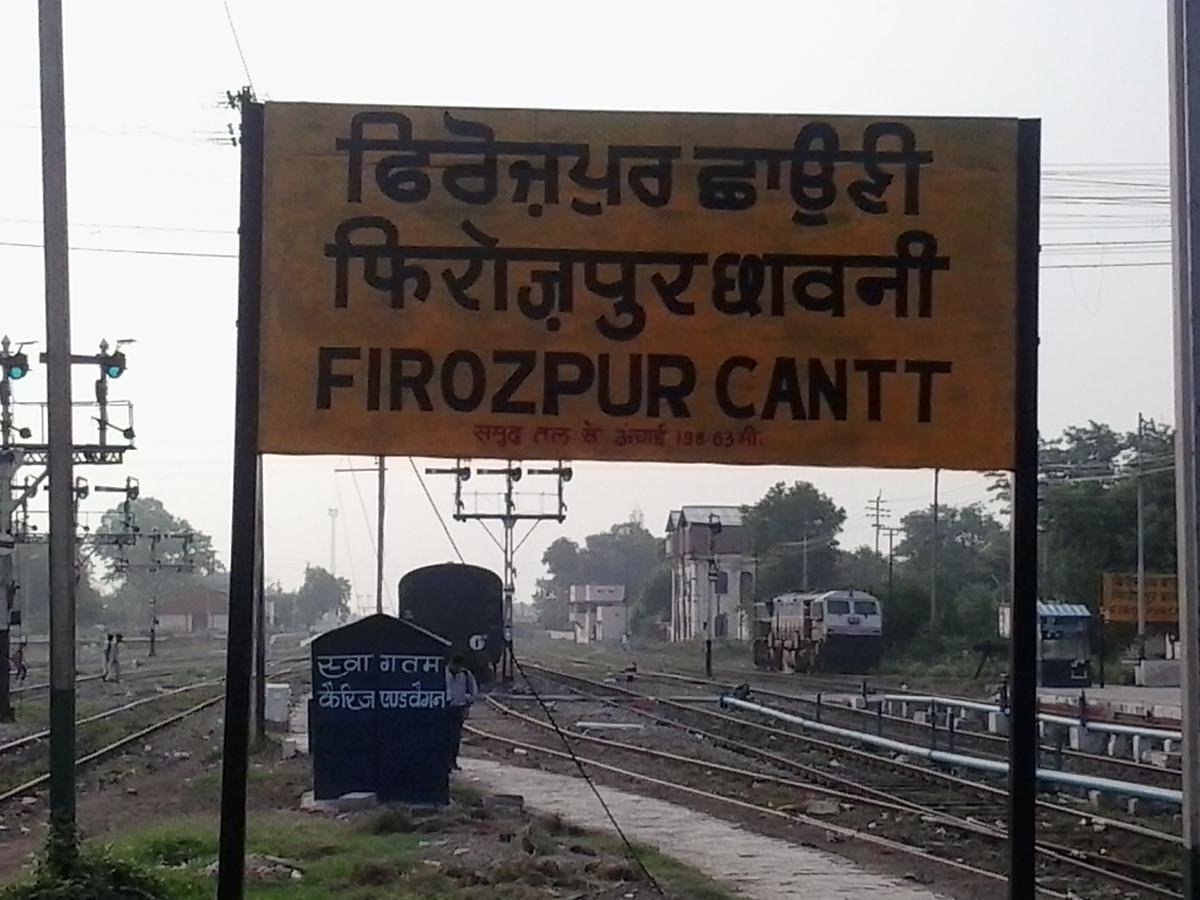 ਫਿਰੋਜ਼ਪੁਰ ਛਾਉਣੀ
फिरोज़पुर छावनी
FIROZPUR CANTT
समुद्र तल से ऊंचाई 198·63 मी.
स्वागतम
कैरिज एण्ड वैगन